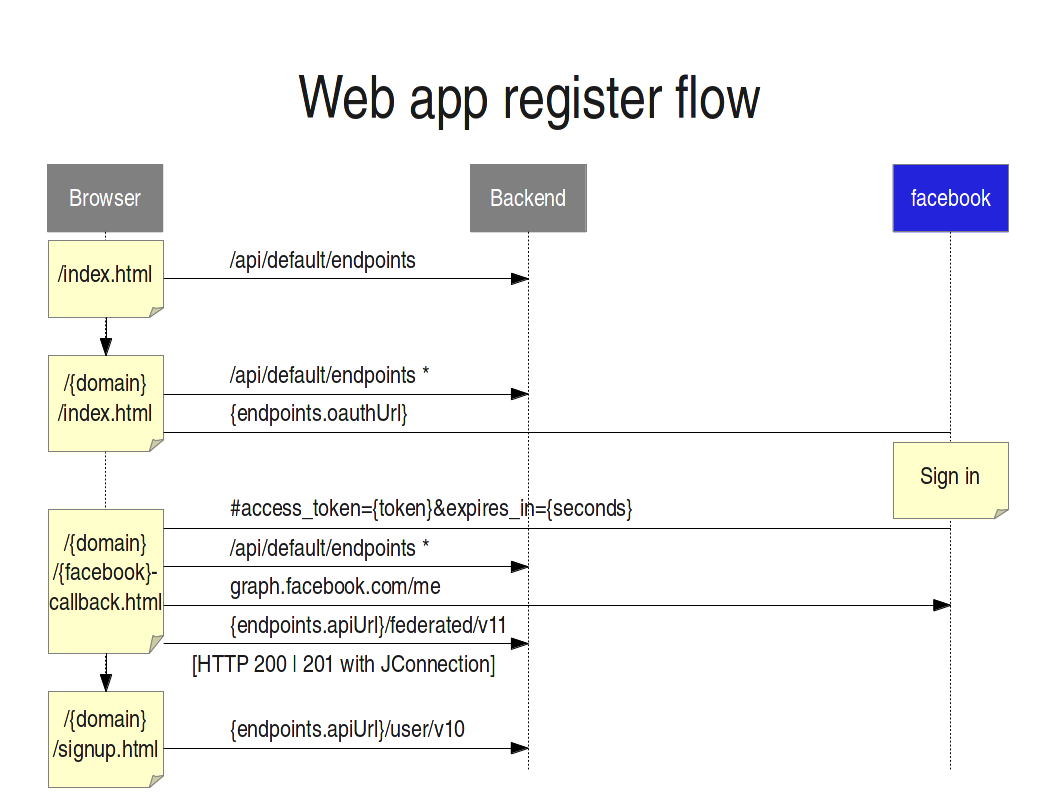 Web app register flow
Browser
Backend
facebook
/index.html
/api/default/endpoints
/{domain}
/index.html
/api/default/endpoints *
{endpoints.oauthUrl}
Sign in
#access_token={token}&expires_in={seconds}
/{domain}
/{facebook}-
callback.html
/api/default/endpoints *
graph.facebook.com/me
{endpoints.apiUrl}/federated/v11
[HTTP 200 | 201 with JConnection]
/{domain}
/signup.html
{endpoints.apiUrl}/user/v10